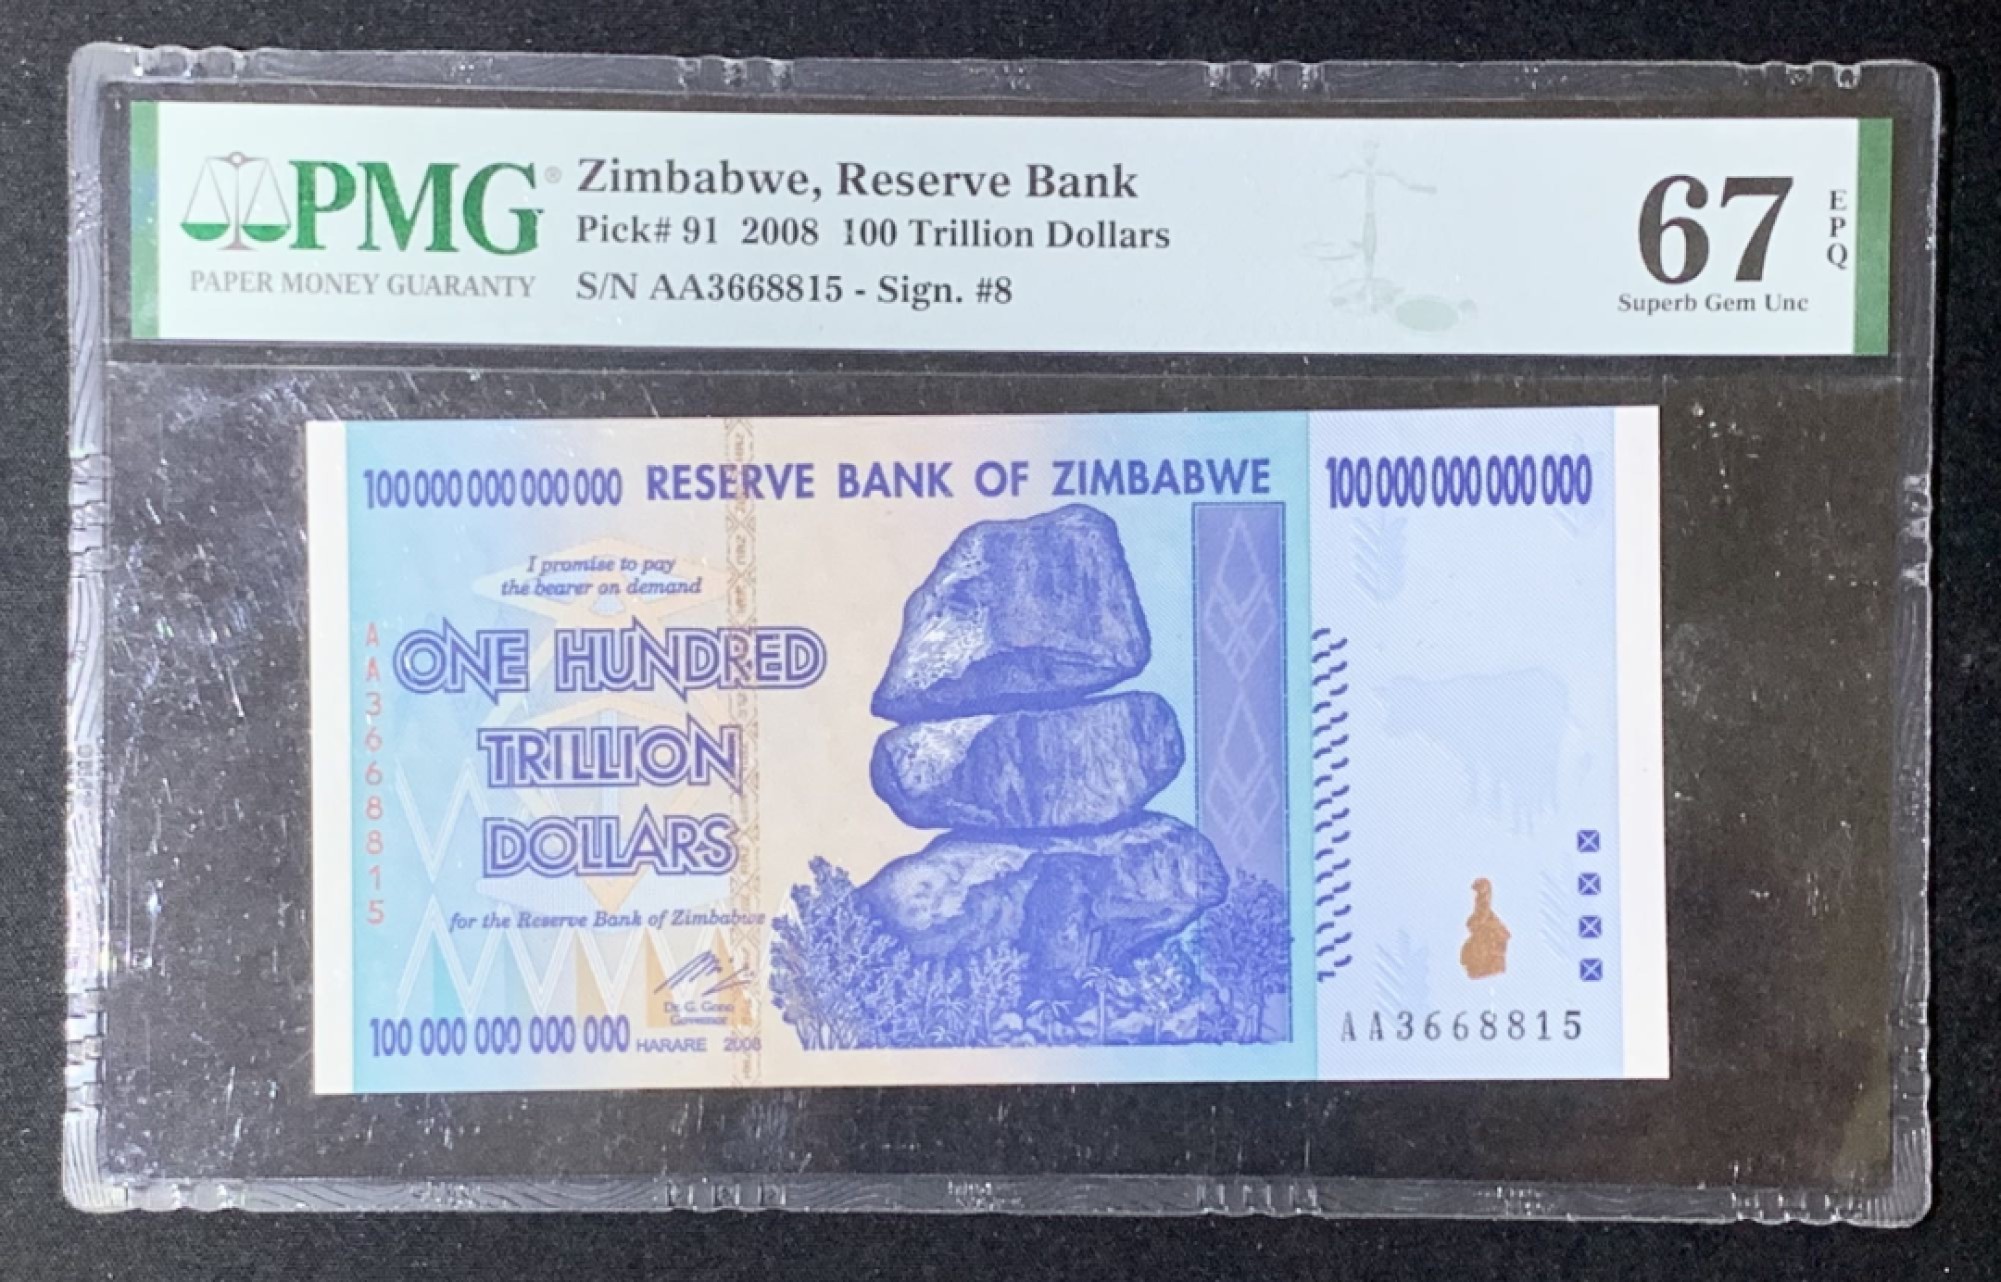 PMG®
PAPER MONEY GUARANTY
Zimbabwe, Reserve Bank
Pick# 91 2008 100 Trillion Dollars
S/N AA3668815 - Sign. #8
67
EPQ
Superb Gem Unc
100 000 000 000 000 RESERVE BANK OF ZIMBABWE 100 000 000 000 000
I promise to pay
the bearer on demand
ONE HUNDRED
TRILLION
DOLLARS
AA3668815
for the Reserve Bank of Zimbabwe
Dr. G. Gono
Governor
100 000 000 000 000 HARARE 2008
AA3668815